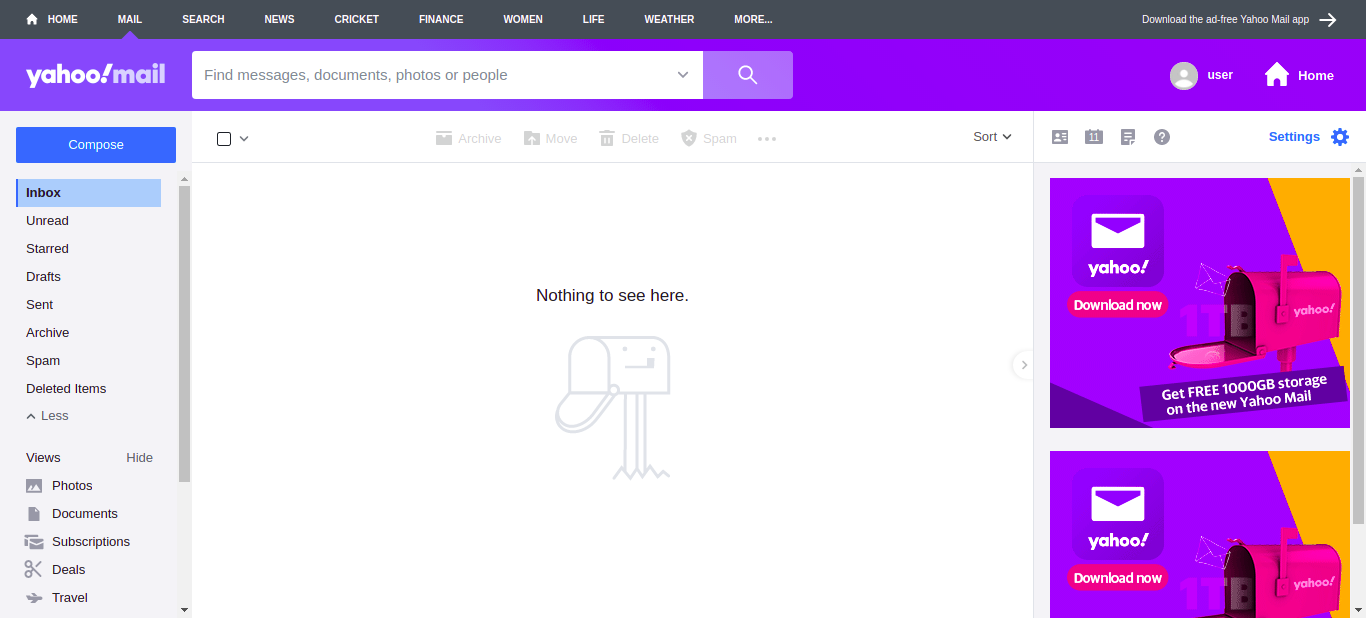 HOME MAIL SEARCH NEWS CRICKET FINANCE WOMEN LIFE WEATHER MORE... Download the ad-free Yahoo Mail app
yahoo!mail Find messages, documents, photos or people user Home
Compose
Archive Move Delete Spam Sort 11 Settings
Inbox
Unread
Starred
Drafts
Sent
Archive
Spam
Deleted Items
Less
Views Hide
Photos
Documents
Subscriptions
Deals
Travel
Nothing to see here.
yahoo!
Download now
1TB
yahoo!
Get FREE 1000GB storage
on the new Yahoo Mail
yahoo!
Download now
1TB
yahoo!